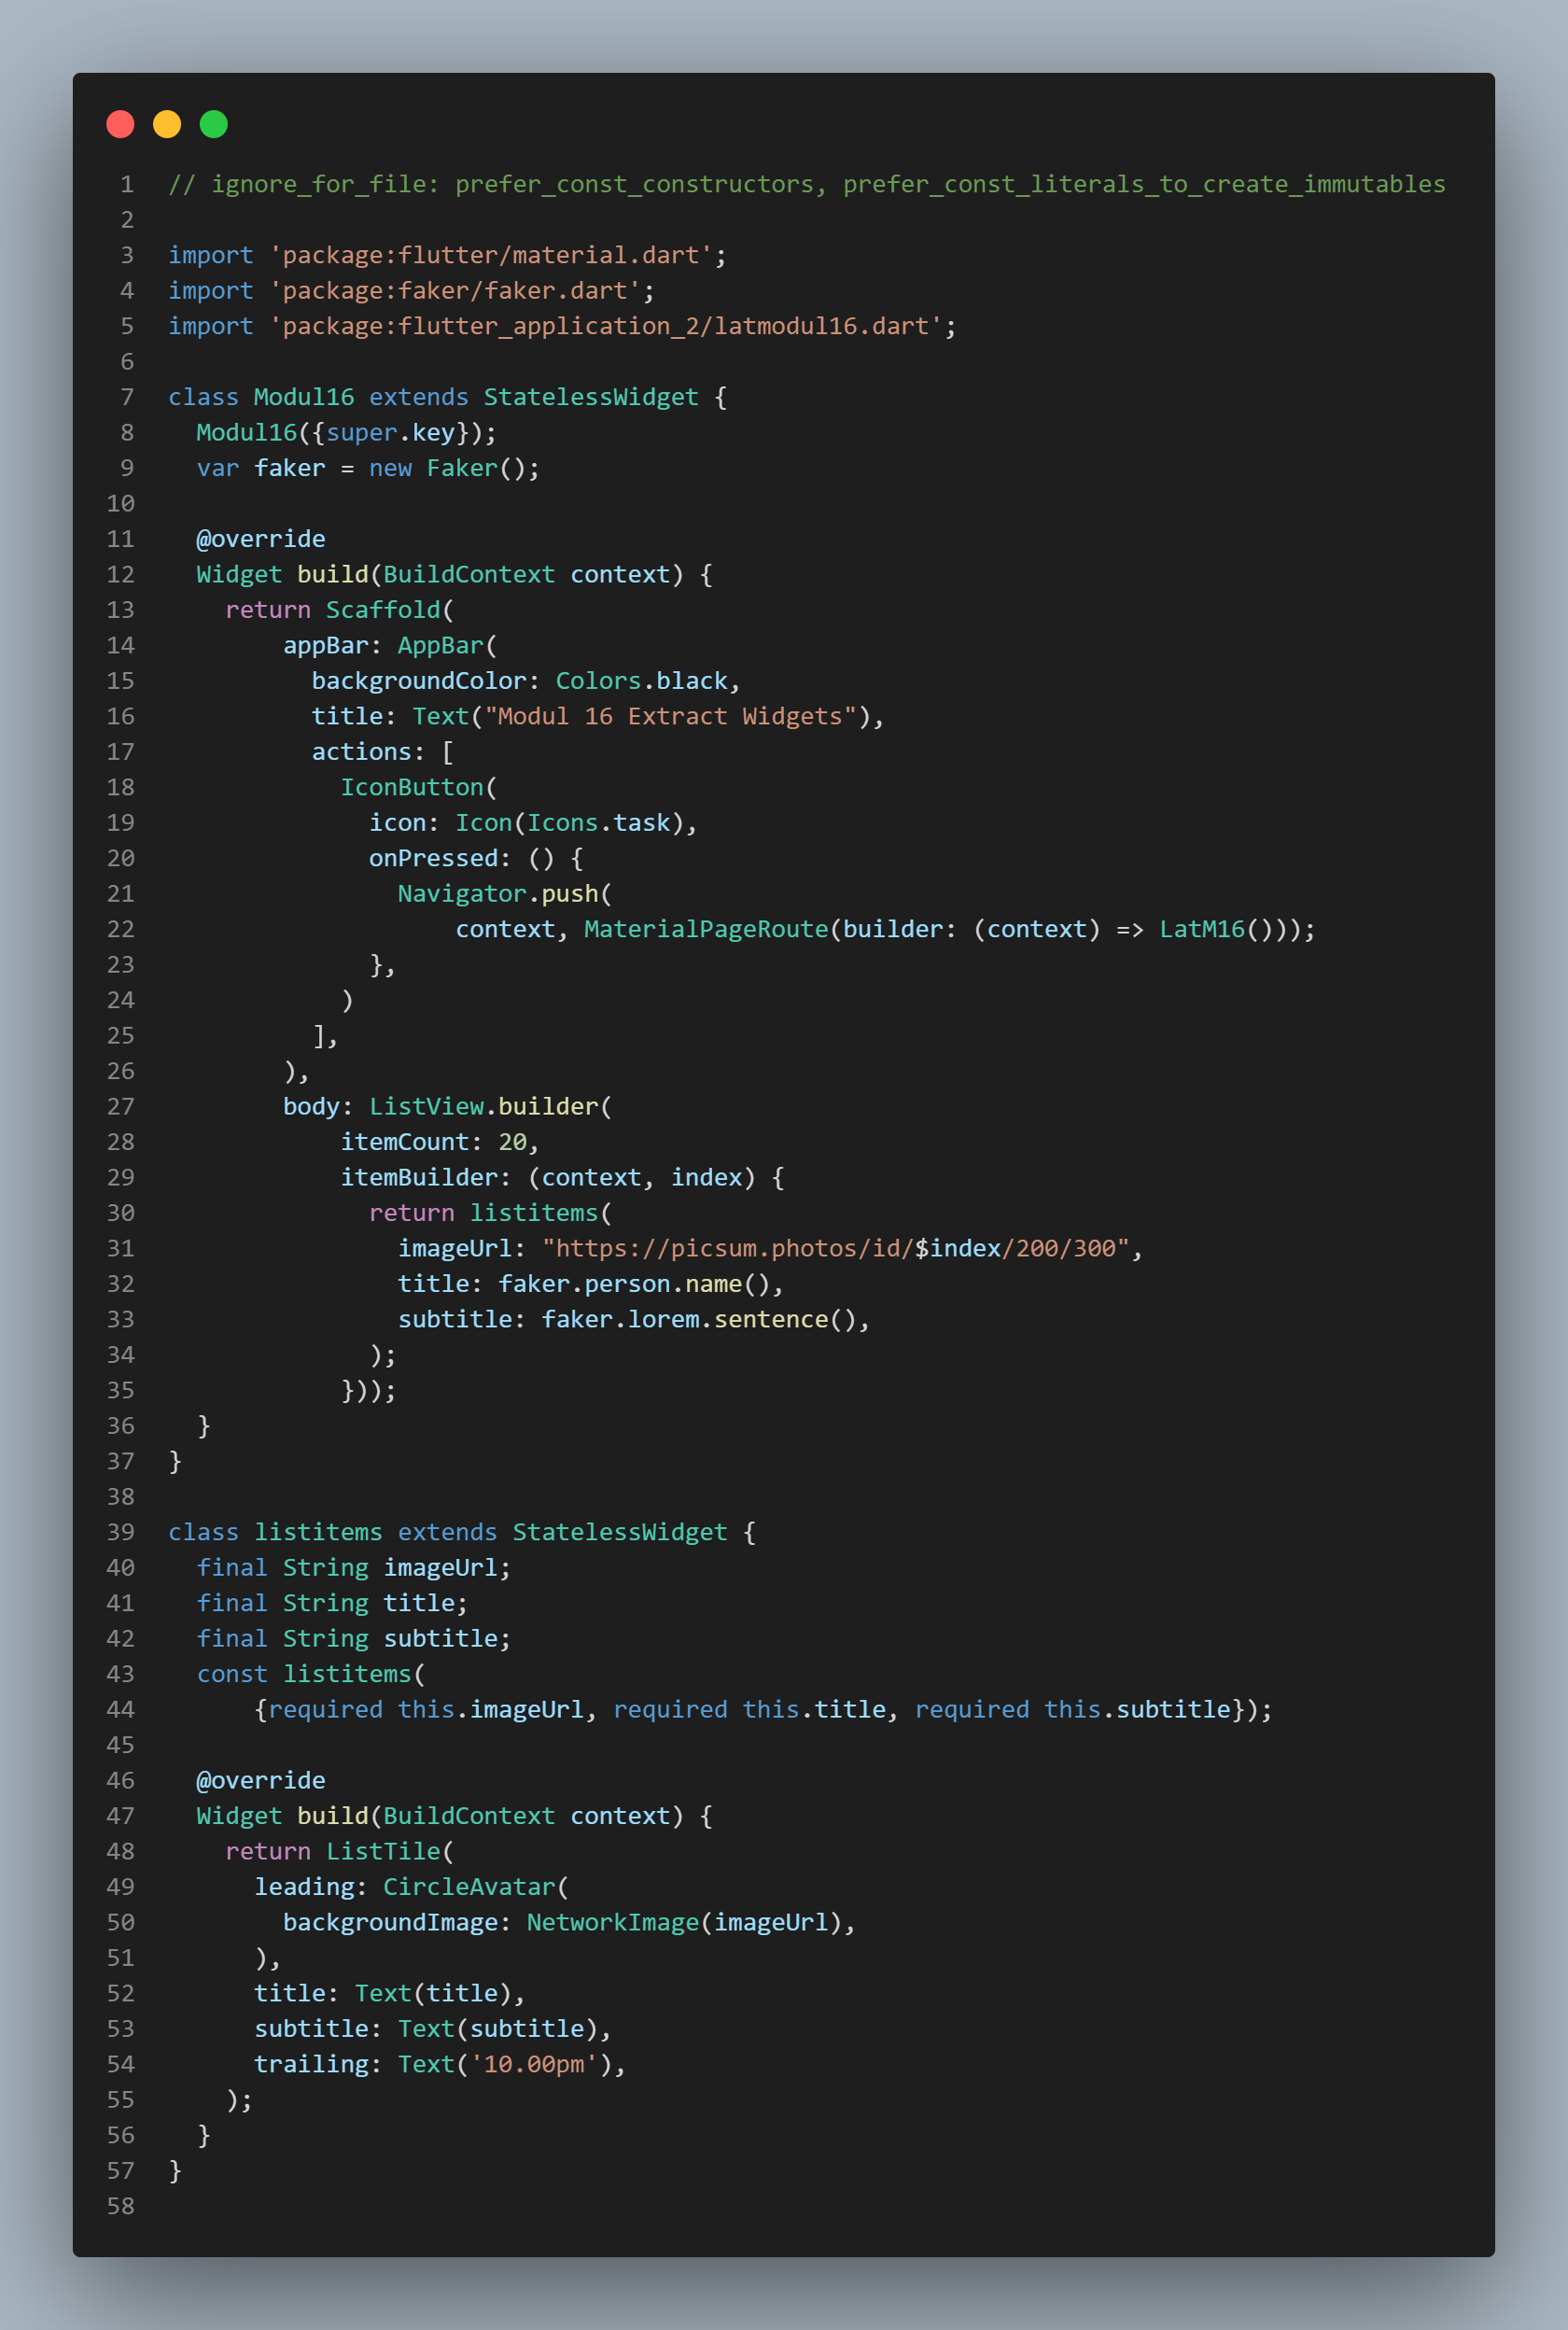 1 // ignore_for_file: prefer_const_constructors, prefer_const_literals_to_create_immutables
2
3 import 'package:flutter/material.dart';
4 import 'package:faker/faker.dart';
5 import 'package:flutter_application_2/latmodul16.dart';
6
7 class Modul16 extends StatelessWidget {
8   Modul16({super.key});
9   var faker = new Faker();
10
11   @override
12   Widget build(BuildContext context) {
13     return Scaffold(
14         appBar: AppBar(
15           backgroundColor: Colors.black,
16           title: Text("Modul 16 Extract Widgets"),
17           actions: [
18             IconButton(
19               icon: Icon(Icons.task),
20               onPressed: () {
21                 Navigator.push(
22                     context, MaterialPageRoute(builder: (context) => LatM16()));
23               },
24             )
25           ],
26         ),
27         body: ListView.builder(
28             itemCount: 20,
29             itemBuilder: (context, index) {
30               return listitems(
31                 imageUrl: "https://picsum.photos/id/$index/200/300",
32                 title: faker.person.name(),
33                 subtitle: faker.lorem.sentence(),
34               );
35             }));
36   }
37 }
38
39 class listitems extends StatelessWidget {
40   final String imageUrl;
41   final String title;
42   final String subtitle;
43   const listitems(
44       {required this.imageUrl, required this.title, required this.subtitle});
45
46   @override
47   Widget build(BuildContext context) {
48     return ListTile(
49       leading: CircleAvatar(
50         backgroundImage: NetworkImage(imageUrl),
51       ),
52       title: Text(title),
53       subtitle: Text(subtitle),
54       trailing: Text('10.00pm'),
55     );
56   }
57 }
58